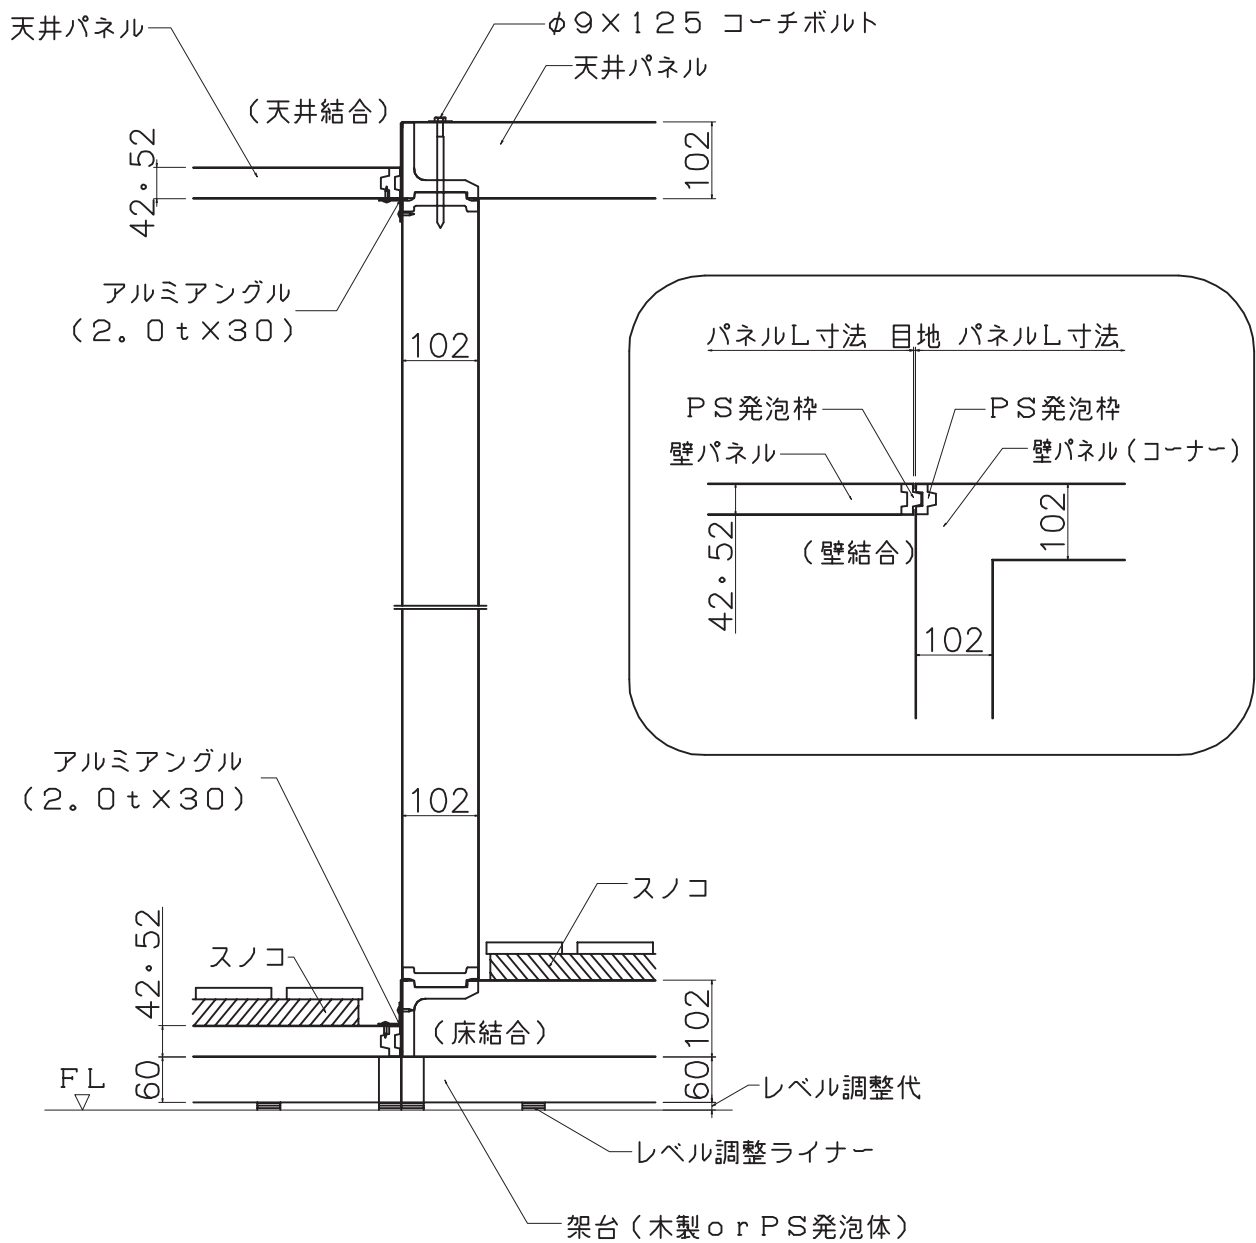 天井パネル
φ9×125 コーチボルト
天井パネル
(天井結合)
42・52
102
アルミアングル
(2。0t×30)
102
パネルL寸法 目地 パネルL寸法
PS発泡枠
PS発泡枠
壁パネル
壁パネル(コーナー)
42・52
(壁結合)
102
102
アルミアングル
(2。0t×30)
102
スノコ
スノコ
42・52
(床結合)
102
60
60
FL
レベル調整代
レベル調整ライナー
架台(木製orPS発泡体)